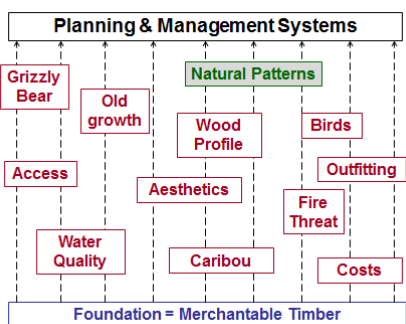 Planning & Management Systems
Grizzly
Bear
Natural Patterns
Old
growth
Wood
Profile
Birds
Access
Outfitting
Aesthetics
Fire
Threat
Water
Quality
Caribou
Costs
Foundation = Merchantable Timber